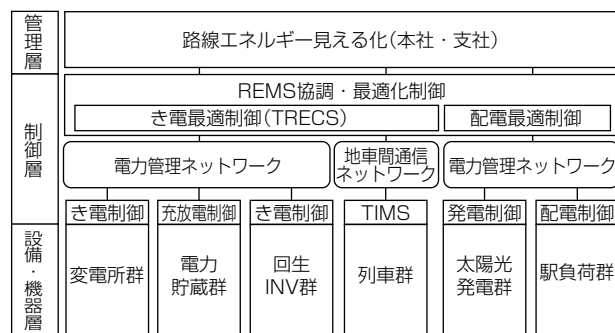 管理層
路線エネルギー見える化(本社・支社)
制御層
REMS協調・最適化制御
き電最適制御(TRECS)
配電最適制御
電力管理ネットワーク
地車間通信
ネットワーク
電力管理ネットワーク
き電制御
充放電制御
き電制御
TIMS
発電制御
配電制御
設備・機器層
変電所群
電力
貯蔵群
回生
INV群
列車群
太陽光
発電群
駅負荷群